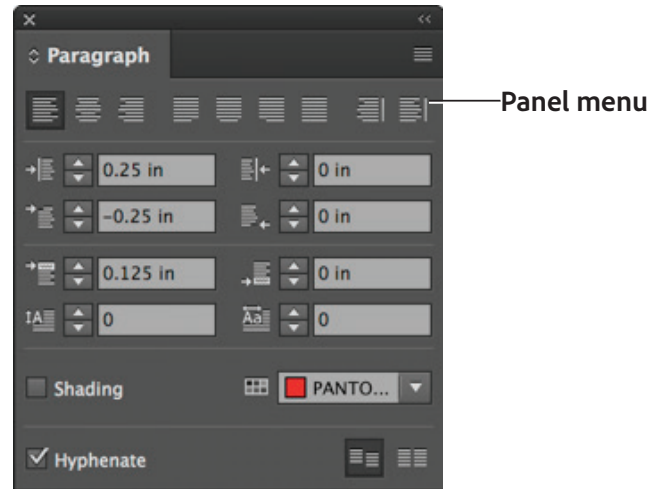 Paragraph
Panel menu
0.25 in 0 in
-0.25 in 0 in
0.125 in 0 in
0 0
Shading PANTO...
Hyphenate